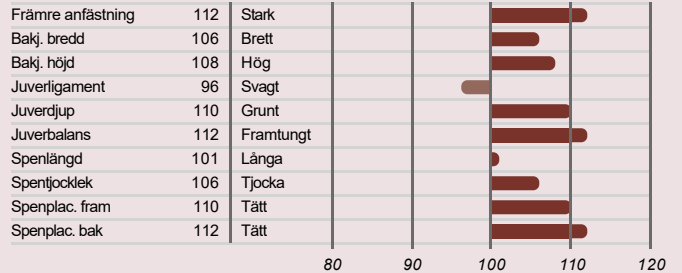 Främre anfästning 112 Stark
Bakj. bredd 106 Brett
Bakj. höjd 108 Hög
Juverligament 96 Svagt
Juverdjup 110 Grunt
Juverbalans 112 Framtungt
Spenlängd 101 Långa
Spentjocklek 106 Tjocka
Spenplac. fram 110 Tätt
Spenplac. bak 112 Tätt
80 90 100 110 120